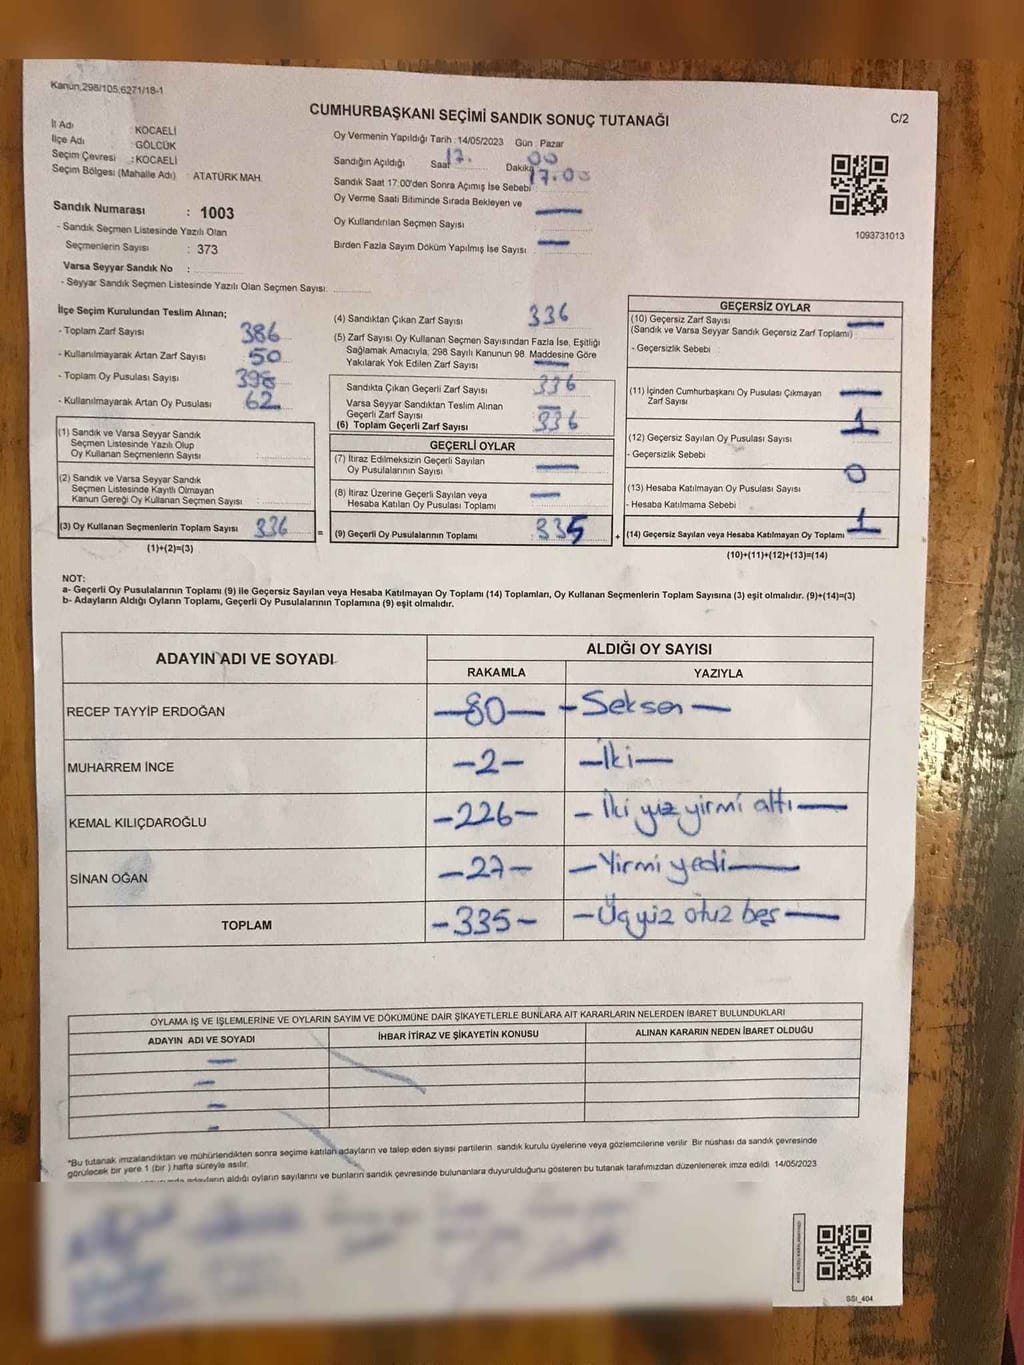 Kanun:298/105;6271/18-1
CUMHURBAŞKANI SEÇİMİ SANDIK SONUÇ TUTANAĞI
C/2
İl Adı : KOCAELİ
İlçe Adı : GÖLCÜK
Seçim Çevresi : KOCAELİ
Seçim Bölgesi (Mahalle Adı) : ATATÜRK MAH.
Sandık Numarası : 1003
- Sandık Seçmen Listesinde Yazılı Olan
Seçmenlerin Sayısı : 373
Varsa Seyyar Sandık No :
- Seyyar Sandık Seçmen Listesinde Yazılı Olan Seçmen Sayısı:
Oy Vermenin Yapıldığı Tarih : 14/05/2023 Gün : Pazar
Sandığın Açıldığı Saat 17. Dakika 00
17.00
Sandık Saat 17.00'den Sonra Açımış İse Sebebi :
Oy Verme Saati Bitiminde Sırada Bekleyen ve
Oy Kullandırılan Seçmen Sayısı
Birden Fazla Sayım Döküm Yapılmış İse Sayısı
1093731013
İlçe Seçim Kurulundan Teslim Alınan;
- Toplam Zarf Sayısı 386
- Kullanılmayarak Artan Zarf Sayısı : 50
- Toplam Oy Pusulası Sayısı 398
- Kullanılmayarak Artan Oy Pusulası : 62
(1) Sandık ve Varsa Seyyar Sandık
Seçmen Listesinde Yazılı Olup
Oy Kullanan Seçmenlerin Sayısı :
(2) Sandık ve Varsa Seyyar Sandık
Seçmen Listesinde Kayıtlı Olmayan
Kanun Gereği Oy Kullanan Seçmen Sayısı :
(3) Oy Kullanan Seçmenlerin Toplam Sayısı 336 =
(1)+(2)=(3)
(4) Sandıktan Çıkan Zarf Sayısı 336
(5) Zarf Sayısı Oy Kullanan Seçmen Sayısından Fazla İse, Eşitliği
Sağlamak Amacıyla, 298 Sayılı Kanunun 98. Maddesine Göre
Yakılarak Yok Edilen Zarf Sayısı
Sandıkta Çıkan Geçerli Zarf Sayısı 336
Varsa Seyyar Sandıktan Teslim Alınan
Geçerli Zarf Sayısı
(6) Toplam Geçerli Zarf Sayısı 336
GEÇERLİ OYLAR
(7) İtiraz Edilmeksizin Geçerli Sayılan
Oy Pusulalarının Sayısı
(8) İtiraz Üzerine Geçerli Sayılan veya
Hesaba Katılan Oy Pusulası Toplamı
(9) Geçerli Oy Pusulalarının Toplamı : 335 +
GEÇERSİZ OYLAR
(10) Geçersiz Zarf Sayısı
(Sandık ve Varsa Seyyar Sandık Geçersiz Zarf Toplamı)
- Geçersizlik Sebebi
(11) İçinden Cumhurbaşkanı Oy Pusulası Çıkmayan
Zarf Sayısı
(12) Geçersiz Sayılan Oy Pusulası Sayısı 1
- Geçersizlik Sebebi
(13) Hesaba Katılmayan Oy Pusulası Sayısı 0
- Hesaba Katılmama Sebebi
(14) Geçersiz Sayılan veya Hesaba Katılmayan Oy Toplamı 1
(10)+(11)+(12)+(13)=(14)
NOT:
a- Geçerli Oy Pusulalarının Toplamı (9) ile Geçersiz Sayılan veya Hesaba Katılmayan Oy Toplamı (14) Toplamları, Oy Kullanan Seçmenlerin Toplam Sayısına (3) eşit olmalıdır. (9)+(14)=(3)
b- Adayların Aldığı Oyların Toplamı, Geçerli Oy Pusulalarının Toplamına (9) eşit olmalıdır.
ADAYIN ADI VE SOYADI ALDIĞI OY SAYISI
RAKAMLA YAZIYLA
RECEP TAYYİP ERDOĞAN —80— —Seksen—
MUHARREM İNCE —2— —İki—
KEMAL KILIÇDAROĞLU —226— —İki yüz yirmi altı—
SİNAN OĞAN —27— —Yirmi yedi—
TOPLAM —335— —Üç yüz otuz beş—
OYLAMA İŞ VE İŞLEMLERİNE VE OYLARIN SAYIM VE DÖKÜMÜNE DAİR ŞİKAYETLERLE BUNLARA AİT KARARLARIN NELERDEN İBARET BULUNDUKLARI
ADAYIN ADI VE SOYADI İHBAR İTİRAZ VE ŞİKAYETİN KONUSU ALINAN KARARIN NEDEN İBARET OLDUĞU
*Bu tutanak imzalandıktan ve mühürlendikten sonra seçime katılan adayların ve talep eden siyasi partilerin sandık kurulu üyelerine veya gözlemcilerine verilir. Bir nüshası da sandık çevresinde
görülecek bir yere 1 (bir) hafta süreyle asılır.
adayların aldığı oyların sayılarını ve bunların sandık çevresinde bulunanlara duyurulduğunu gösteren bu tutanak tarafımızdan düzenlenerek imza edildi. 14/05/2023
SSI_404